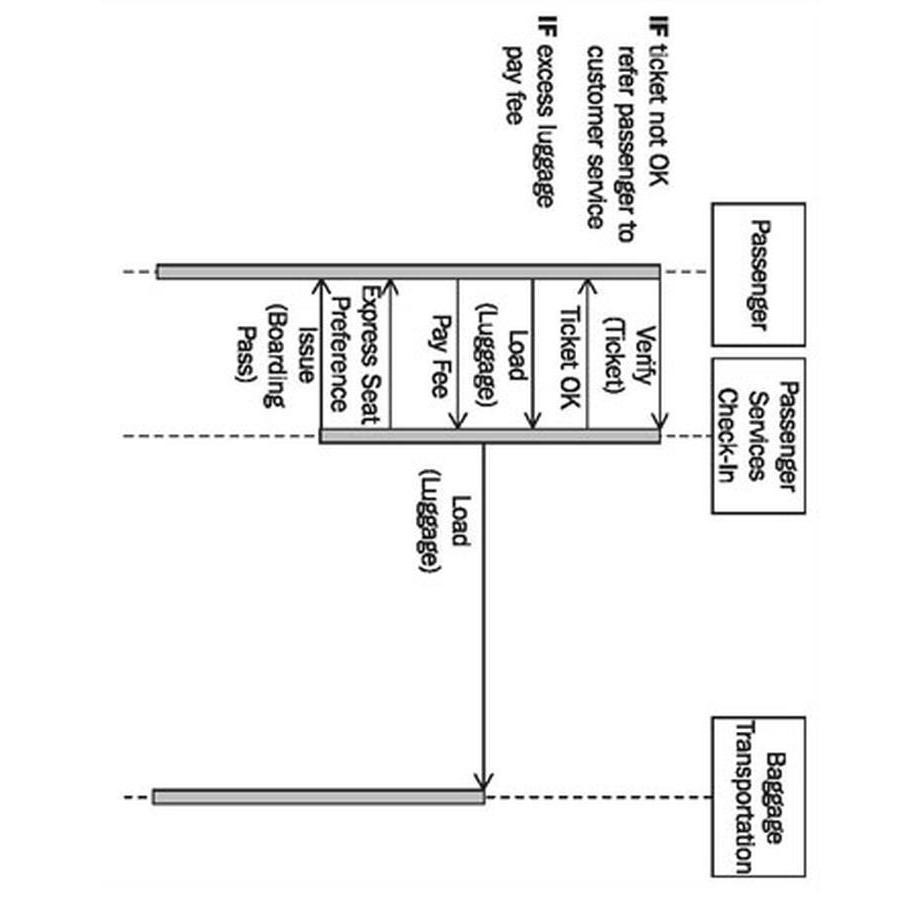 Passenger
Passenger
Services
Check-In
Baggage
Transportation
IF ticket not OK
refer passenger to
customer service
IF excess luggage
pay fee
Verify
(Ticket)
Ticket OK
Load
(Luggage)
Load
(Luggage)
Pay Fee
Express Seat
Preference
Issue
(Boarding
Pass)